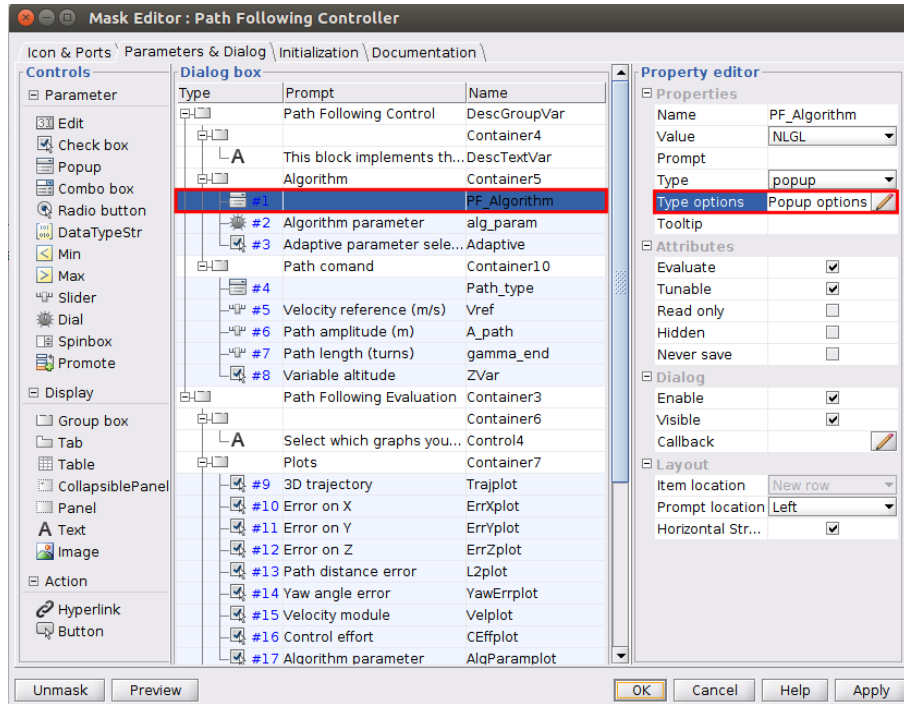 Mask Editor : Path Following Controller
Icon & Ports Parameters & Dialog Initialization Documentation
Controls
Parameter
Edit
Check box
Popup
Combo box
Radio button
DataTypeStr
Min
Max
Slider
Dial
Spinbox
Promote
Display
Group box
Tab
Table
CollapsiblePanel
Panel
A Text
Image
Action
Hyperlink
Button
Dialog box
Type Prompt Name
Path Following Control DescGroupVar
Container4
A This block implements th... DescTextVar
Algorithm Container5
#1 PF_Algorithm
#2 Algorithm parameter alg_param
#3 Adaptive parameter sele... Adaptive
Path comand Container10
#4 Path_type
#5 Velocity reference (m/s) Vref
#6 Path amplitude (m) A_path
#7 Path length (turns) gamma_end
#8 Variable altitude ZVar
Path Following Evaluation Container3
Container6
A Select which graphs you... Control4
Plots Container7
#9 3D trajectory Trajplot
#10 Error on X ErrXplot
#11 Error on Y ErrYplot
#12 Error on Z ErrZplot
#13 Path distance error L2plot
#14 Yaw angle error YawErrplot
#15 Velocity module Velplot
#16 Control effort CEffplot
#17 Algorithm parameter AlgParamplot
Property editor
Properties
Name PF_Algorithm
Value NLGL
Prompt
Type popup
Type options Popup options
Tooltip
Attributes
Evaluate
Tunable
Read only
Hidden
Never save
Dialog
Enable
Visible
Callback
Layout
Item location New row
Prompt location Left
Horizontal Str...
Unmask Preview OK Cancel Help Apply